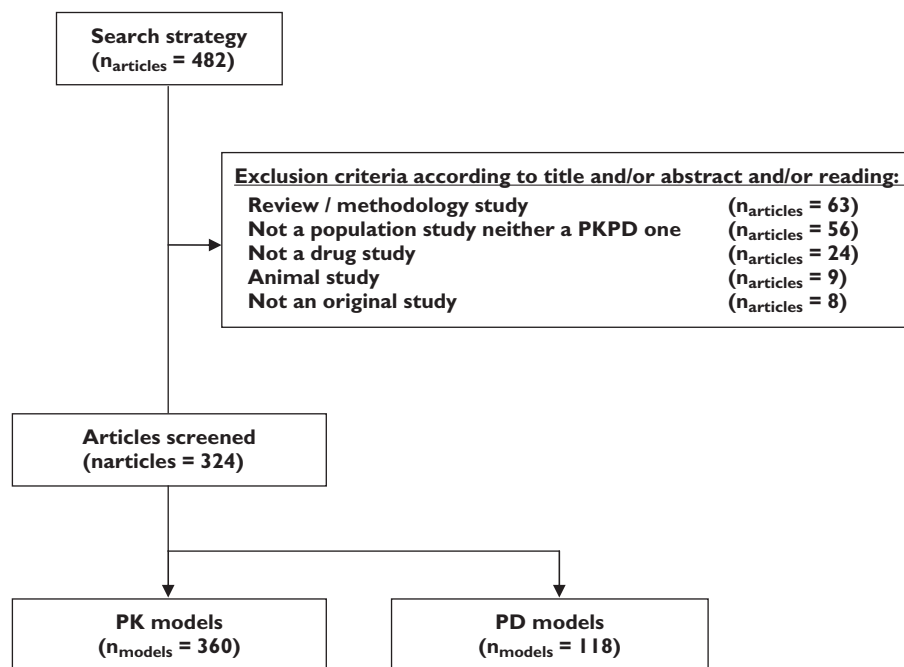 Search strategy
(narticles = 482)
Exclusion criteria according to title and/or abstract and/or reading:
Review / methodology study (narticles = 63)
Not a population study neither a PKPD one (narticles = 56)
Not a drug study (narticles = 24)
Animal study (narticles = 9)
Not an original study (narticles = 8)
Articles screened
(narticles = 324)
PK models
(nmodels = 360)
PD models
(nmodels = 118)